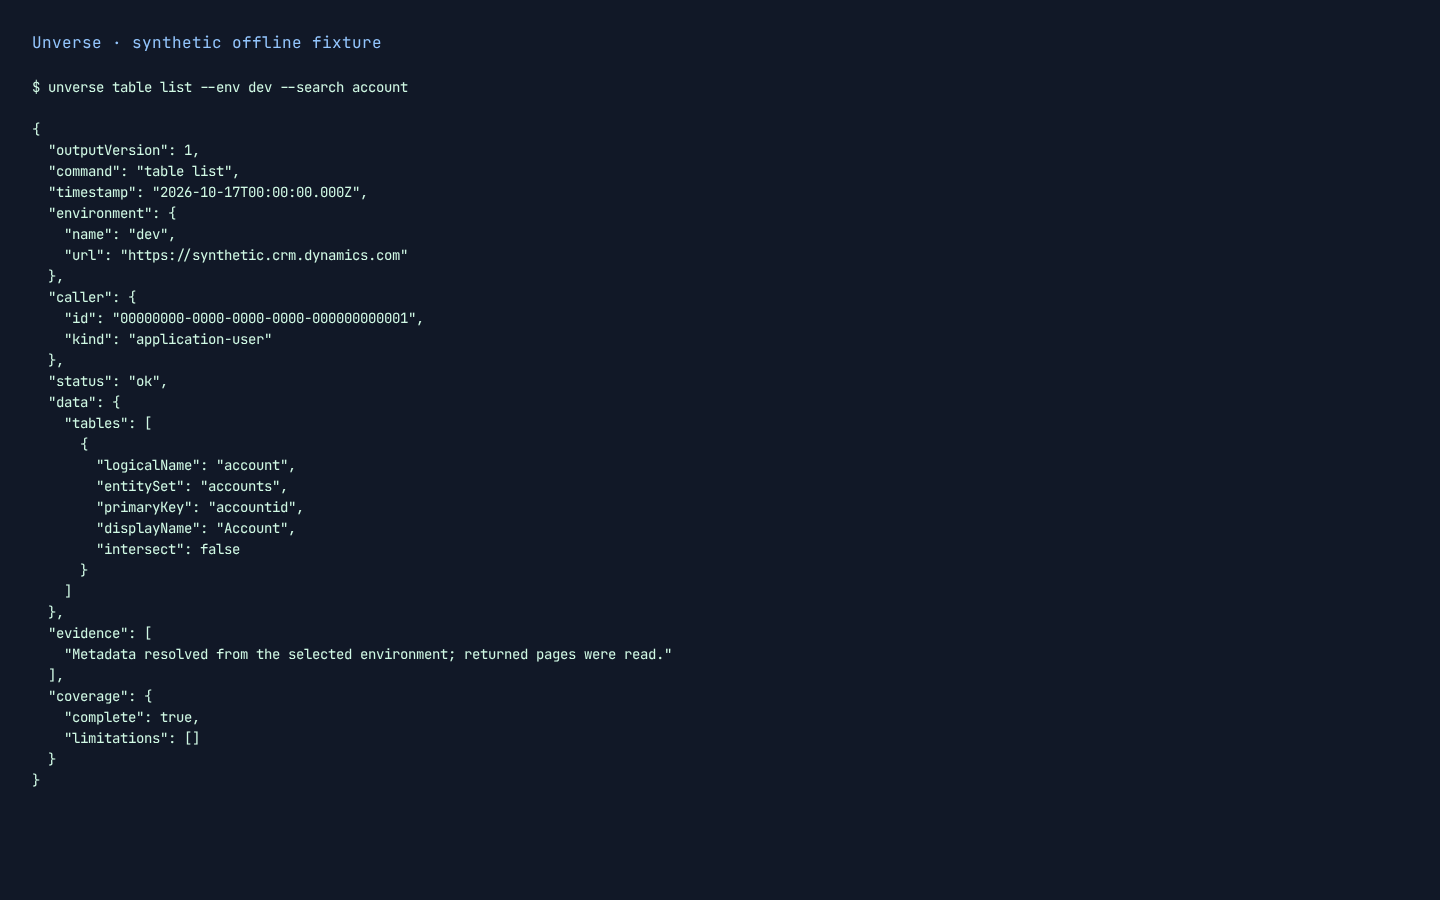 Unverse · synthetic offline fixture
$ unverse table list --env dev --search account
{
  "outputVersion": 1,
  "command": "table list",
  "timestamp": "2026-10-17T00:00:00.000Z",
  "environment": {
    "name": "dev",
    "url": "https://synthetic.crm.dynamics.com"
  },
  "caller": {
    "id": "00000000-0000-0000-0000-000000000001",
    "kind": "application-user"
  },
  "status": "ok",
  "data": {
    "tables": [
      {
        "logicalName": "account",
        "entitySet": "accounts",
        "primaryKey": "accountid",
        "displayName": "Account",
        "intersect": false
      }
    ]
  },
  "evidence": [
    "Metadata resolved from the selected environment; returned pages were read."
  ],
  "coverage": {
    "complete": true,
    "limitations": []
  }
}